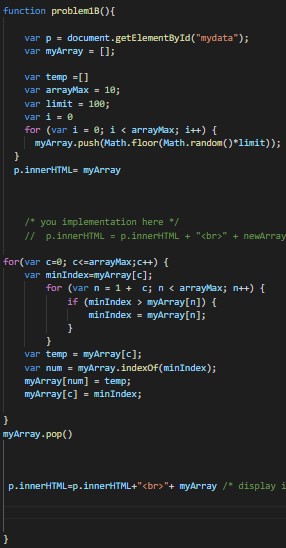 function problem1B(){
var p = document.getElementById("mydata");
var myArray = [];
var temp =[]
var arrayMax = 10;
var limit = 100;
var i = 0
for (var i = 0; i < arrayMax; i++) {
myArray.push(Math.floor(Math.random()*limit));
}
p.innerHTML= myArray
/* you implementation here */
// p.innerHTML = p.innerHTML + "<br>" + newArray
for(var c=0; c<=arrayMax;c++) {
var minIndex=myArray[c];
for (var n = 1 + c; n < arrayMax; n++) {
if (minIndex > myArray[n]) {
minIndex = myArray[n];
}
}
var temp = myArray[c];
var num = myArray.indexOf(minIndex);
myArray[num] = temp;
myArray[c] = minIndex;
}
myArray.pop()
p.innerHTML=p.innerHTML+"<br>"+ myArray /* display i
}